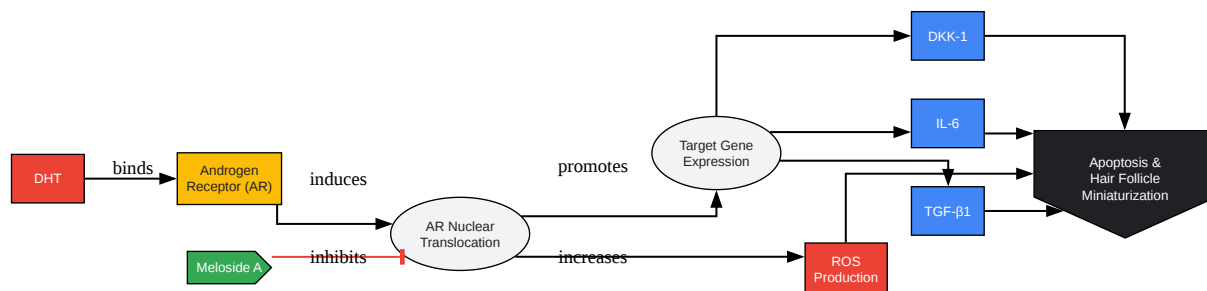 DHT
binds
Androgen
Receptor (AR)
induces
AR Nuclear
Translocation
Meloside A
inhibits
promotes
increases
Target Gene
Expression
ROS
Production
DKK-1
IL-6
TGF-β1
Apoptosis &
Hair Follicle
Miniaturization